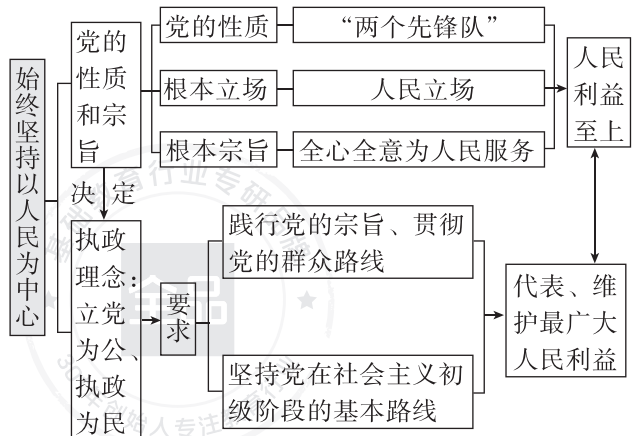 始终坚持以人民为中心
党的
性质
和宗
旨
党的性质
“两个先锋队”
根本立场
人民立场
根本宗旨
全心全意为人民服务
人民
利益
至上
决定
执政
理念：
立党
为公、
执政
为民
要求
践行党的宗旨、贯彻
党的群众路线
坚持党在社会主义初
级阶段的基本路线
代表、维
护最广大
人民利益
全品